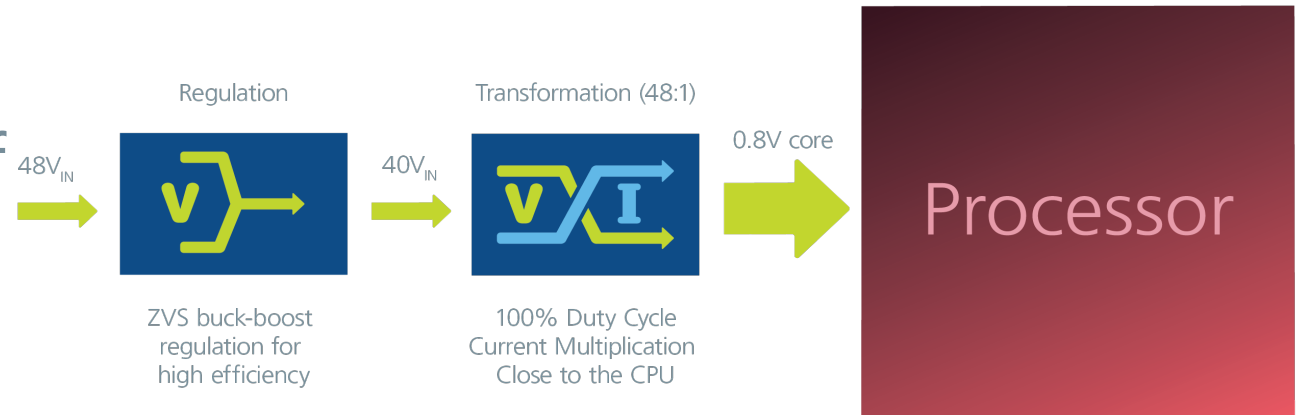 Regulation
Transformation (48:1)
48VIN
V
40VIN
V I
0.8V core
Processor
ZVS buck-boost
regulation for
high efficiency
100% Duty Cycle
Current Multiplication
Close to the CPU